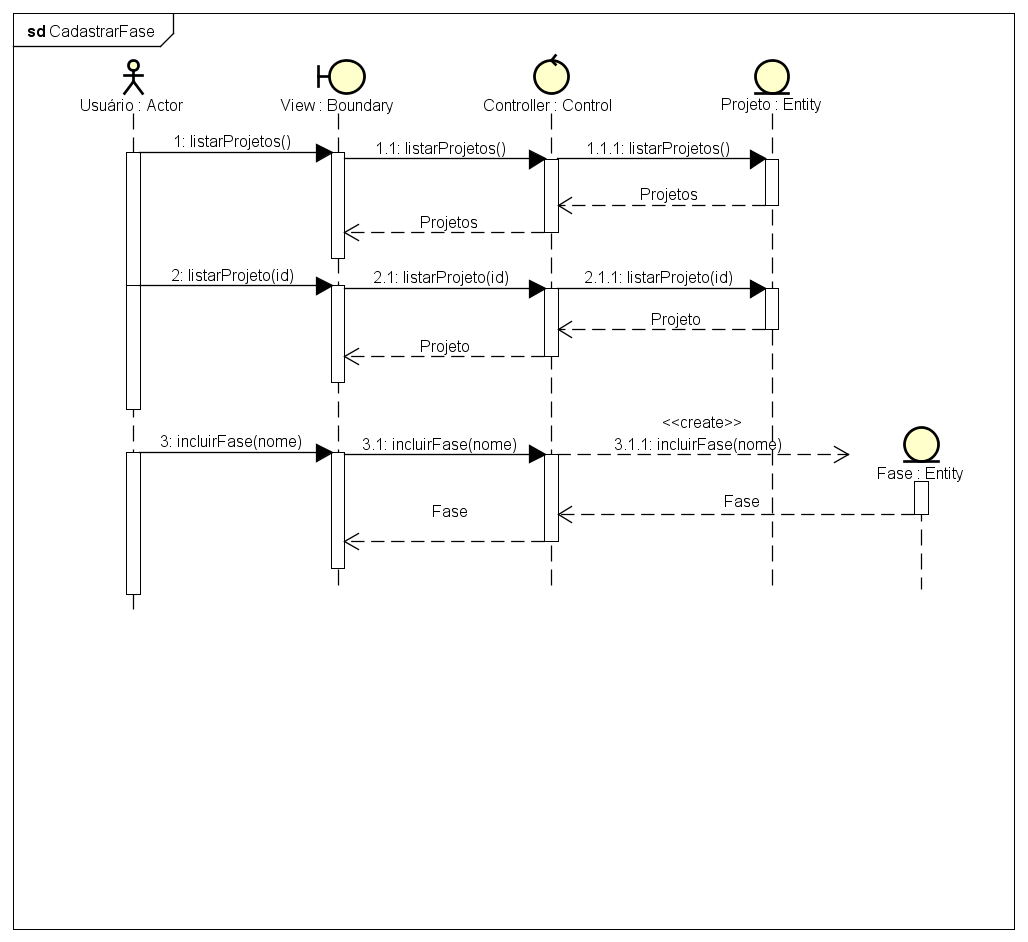 sd CadastrarFase
Usuário : Actor
View : Boundary
Controller : Control
Projeto : Entity
1: listarProjetos()
1.1: listarProjetos()
1.1.1: listarProjetos()
Projetos
Projetos
2: listarProjeto(id)
2.1: listarProjeto(id)
2.1.1: listarProjeto(id)
Projeto
Projeto
<<create>>
3: incluirFase(nome)
3.1: incluirFase(nome)
3.1.1: incluirFase(nome)
Fase : Entity
Fase
Fase